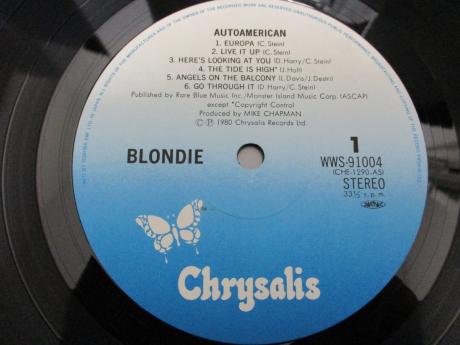 AUTOAMERICAN
1. EUROPA (C. Stein)
2. LIVE IT UP (C. Stein)
3. HERE'S LOOKING AT YOU (D. Harry/C. Stein)
4. THE TIDE IS HIGH* (J. Holt)
5. ANGELS ON THE BALCONY (L. Davis/J. Destri)
6. GO THROUGH IT (D. Harry/C. Stein)
Published by Rare Blue Music Inc./Monster Island Music Corp. (ASCAP)
except *Copyright Control
Produced by MIKE CHAPMAN
© ℗ 1980 Chrysalis Records Ltd.
BLONDIE
1
WWS-91004
(CHE-1290-AS)
STEREO
33⅓ r.p.m.
Chrysalis